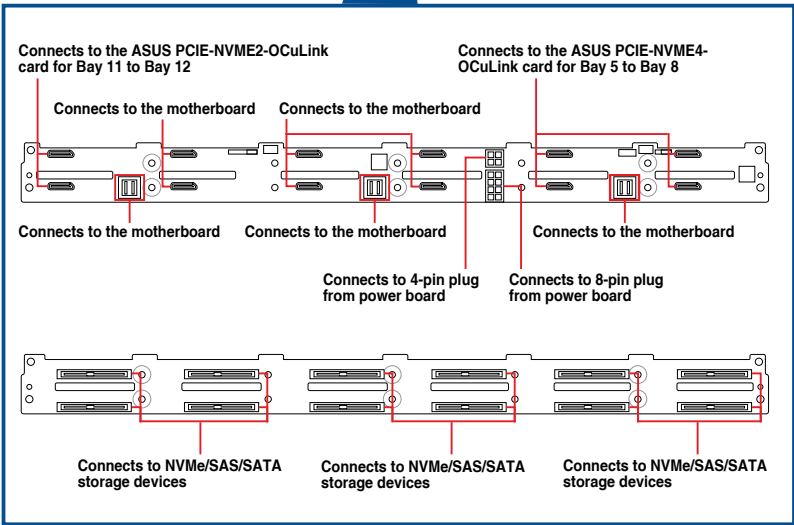 Connects to the ASUS PCIE-NVME2-OCuLink
card for Bay 11 to Bay 12
Connects to the ASUS PCIE-NVME4-
OCuLink card for Bay 5 to Bay 8
Connects to the motherboard
Connects to the motherboard
Connects to the motherboard
Connects to the motherboard
Connects to the motherboard
Connects to 4-pin plug
from power board
Connects to 8-pin plug
from power board
Connects to NVMe/SAS/SATA
storage devices
Connects to NVMe/SAS/SATA
storage devices
Connects to NVMe/SAS/SATA
storage devices